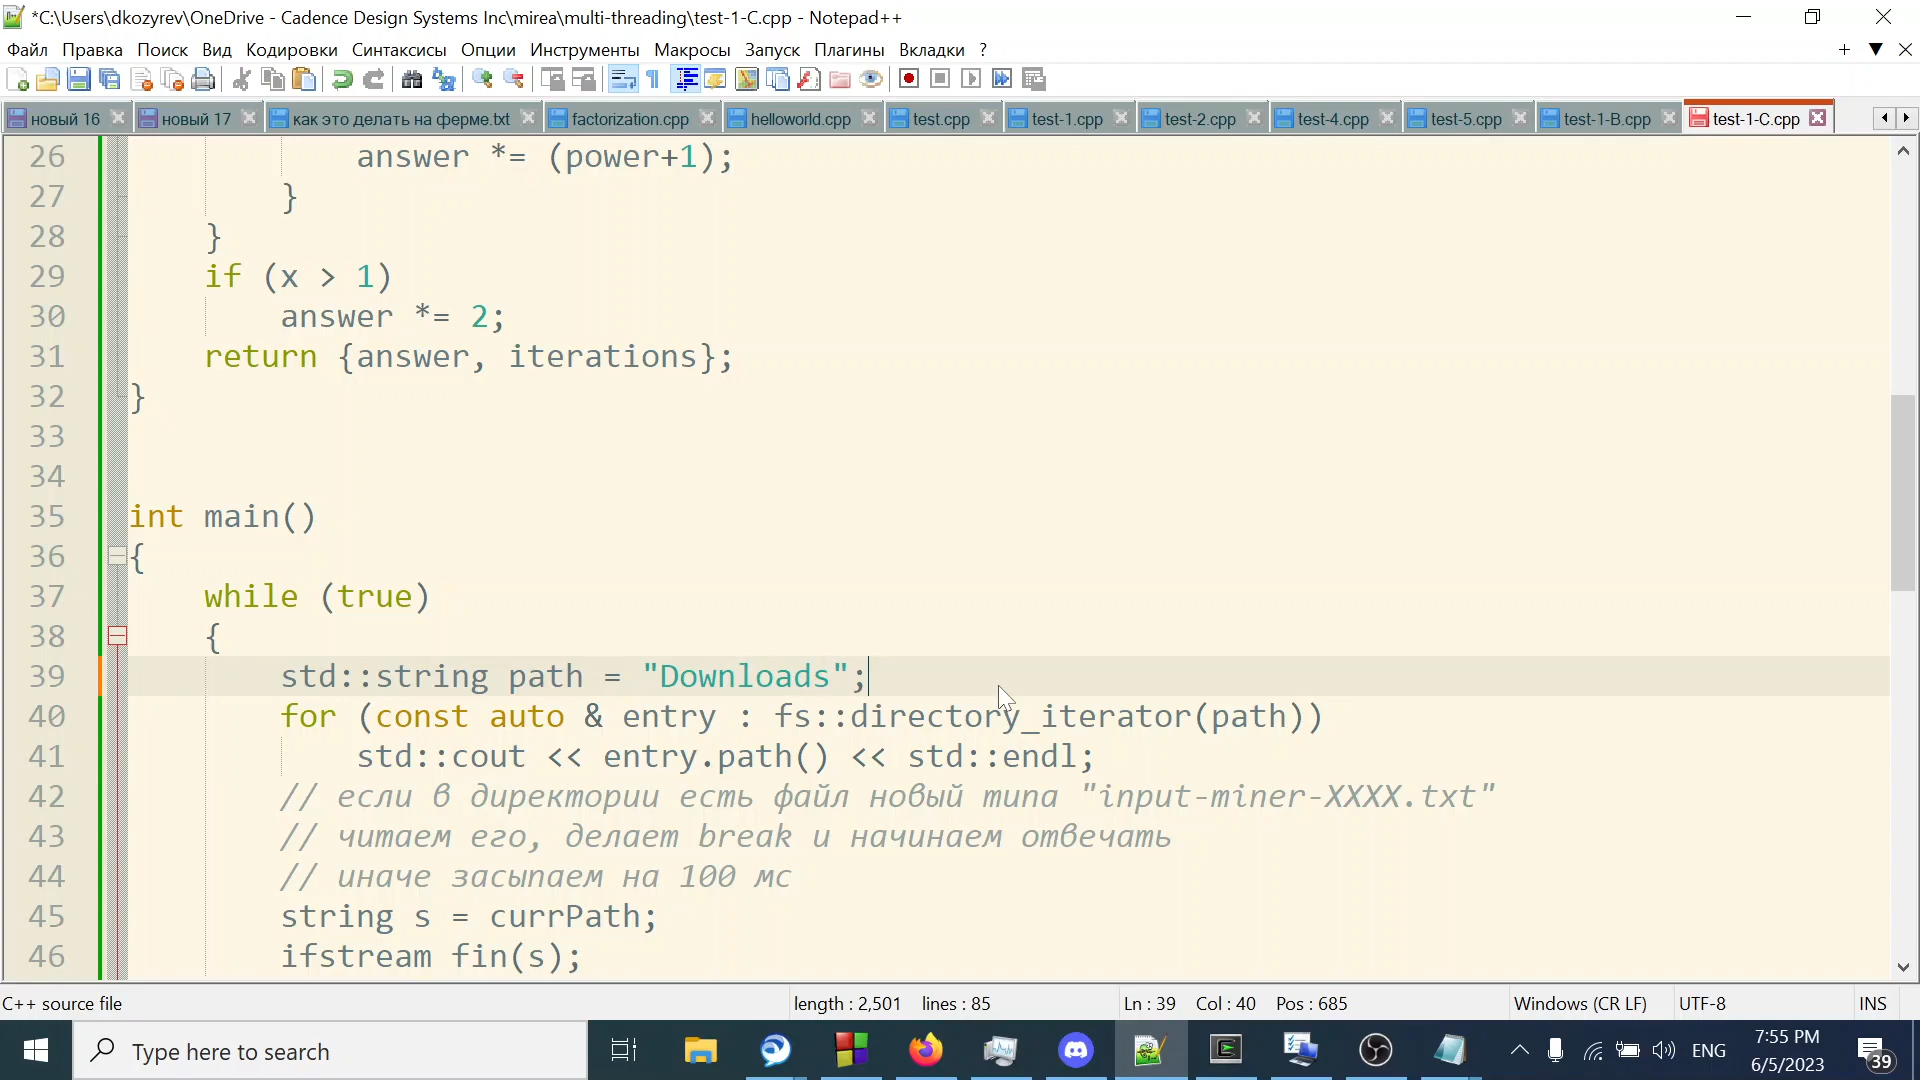 *C:\Users\dkozyrev\OneDrive - Cadence Design Systems Inc\mirea\multi-threading\test-1-C.cpp - Notepad++
Файл Правка Поиск Вид Кодировки Синтаксисы Опции Инструменты Макросы Запуск Плагины Вкладки ?
новый 16 новый 17 как это делать на ферме.txt factorization.cpp helloworld.cpp test.cpp test-1.cpp test-2.cpp test-4.cpp test-5.cpp test-1-B.cpp test-1-C.cpp
26 answer *= (power+1);
27 }
28 }
29 if (x > 1)
30 answer *= 2;
31 return {answer, iterations};
32 }
33
34
35 int main()
36 {
37 while (true)
38 {
39 std::string path = "Downloads";
40 for (const auto & entry : fs::directory_iterator(path))
41 std::cout << entry.path() << std::endl;
42 // если в директории есть файл новый типа "input-miner-XXXX.txt"
43 // читаем его, делает break и начинаем отвечать
44 // иначе засыпаем на 100 мс
45 string s = currPath;
46 ifstream fin(s);
C++ source file length : 2,501 lines : 85 Ln : 39 Col : 40 Pos : 685 Windows (CR LF) UTF-8 INS
Type here to search
ENG
7:55 PM
6/5/2023
39